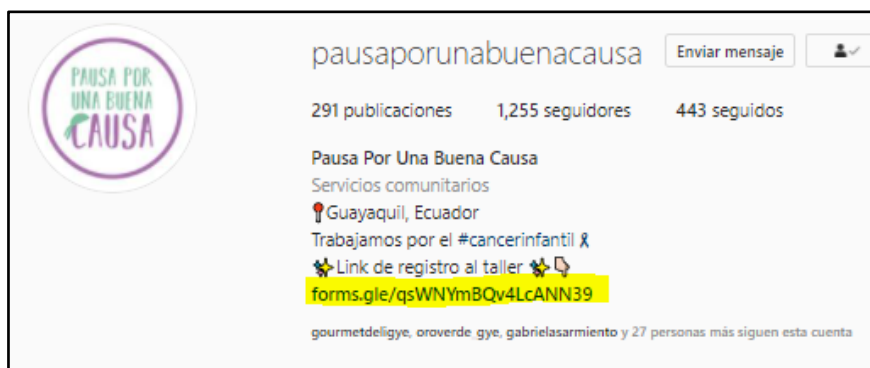 PAUSA POR
UNA BUENA
CAUSA
pausaporunabuenacausa Enviar mensaje
291 publicaciones 1,255 seguidores 443 seguidos
Pausa Por Una Buena Causa
Servicios comunitarios
📍Guayaquil, Ecuador
Trabajamos por el #cancerinfantil🎗
✨Link de registro al taller ✨👇🏻
forms.gle/qsWNYmBQv4LcANN39
gourmetdeligye, oroverde_gye, gabrielasarmiento y 27 personas más siguen esta cuenta